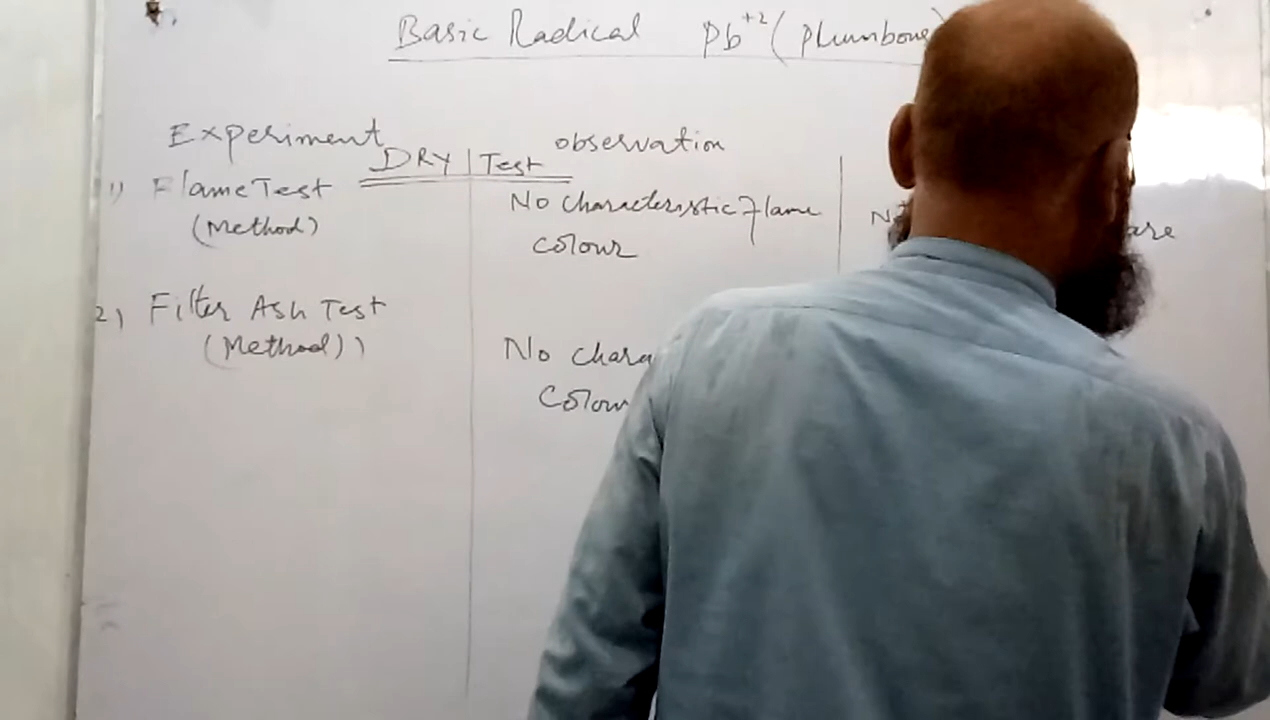 Basic Radical Pb+2 (Plumbous)
Experiment
observation
DRY Test
1) Flame Test
(Method)
No characteristic flame
colour
2) Filter Ash Test
(Method))
No chara
Colour